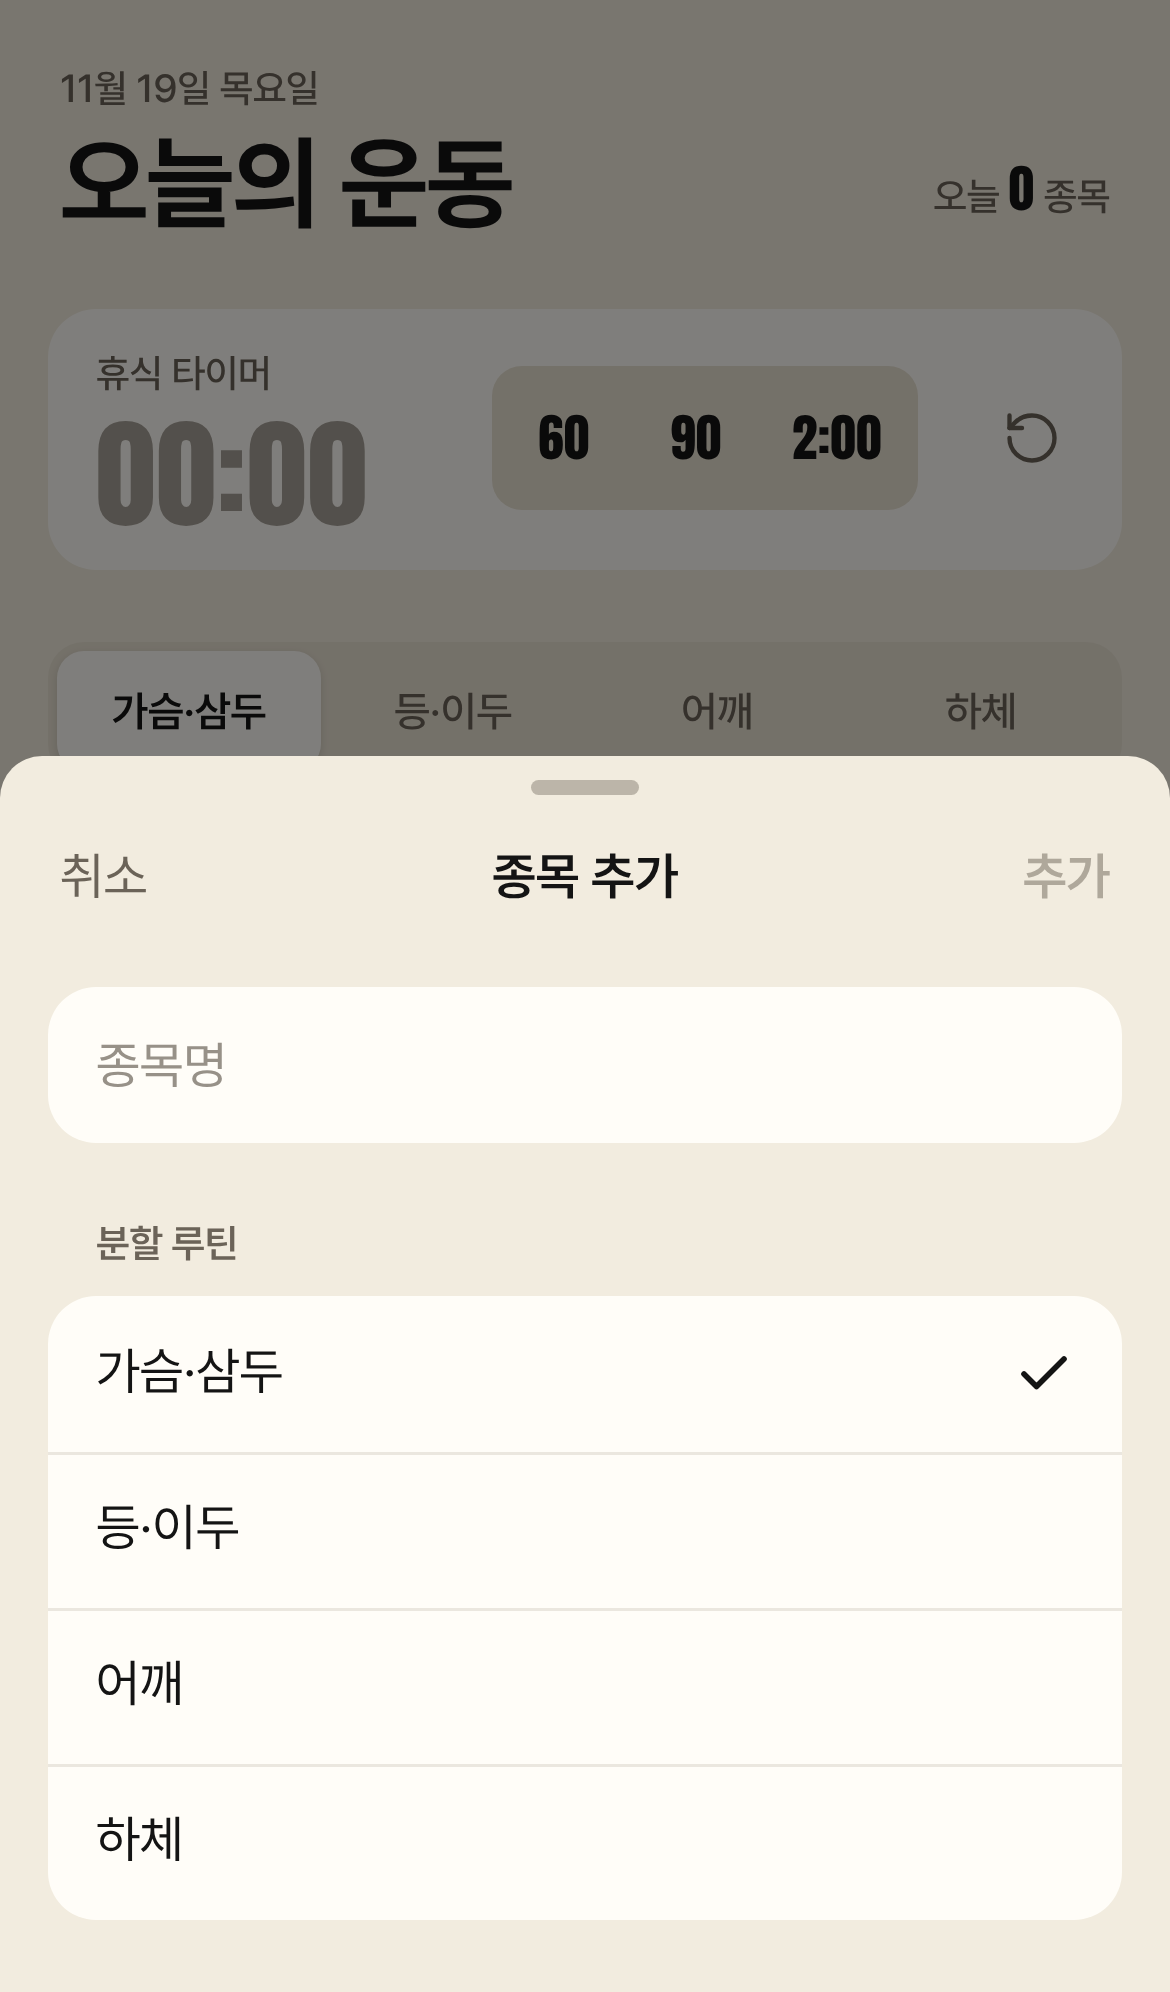 11월 19일 목요일
오늘의 운동
오늘 0 종목
휴식 타이머
00:00
60 90 2:00
가슴·삼두 등·이두 어깨 하체
취소 종목 추가 추가
종목명
분할 루틴
가슴·삼두
등·이두
어깨
하체